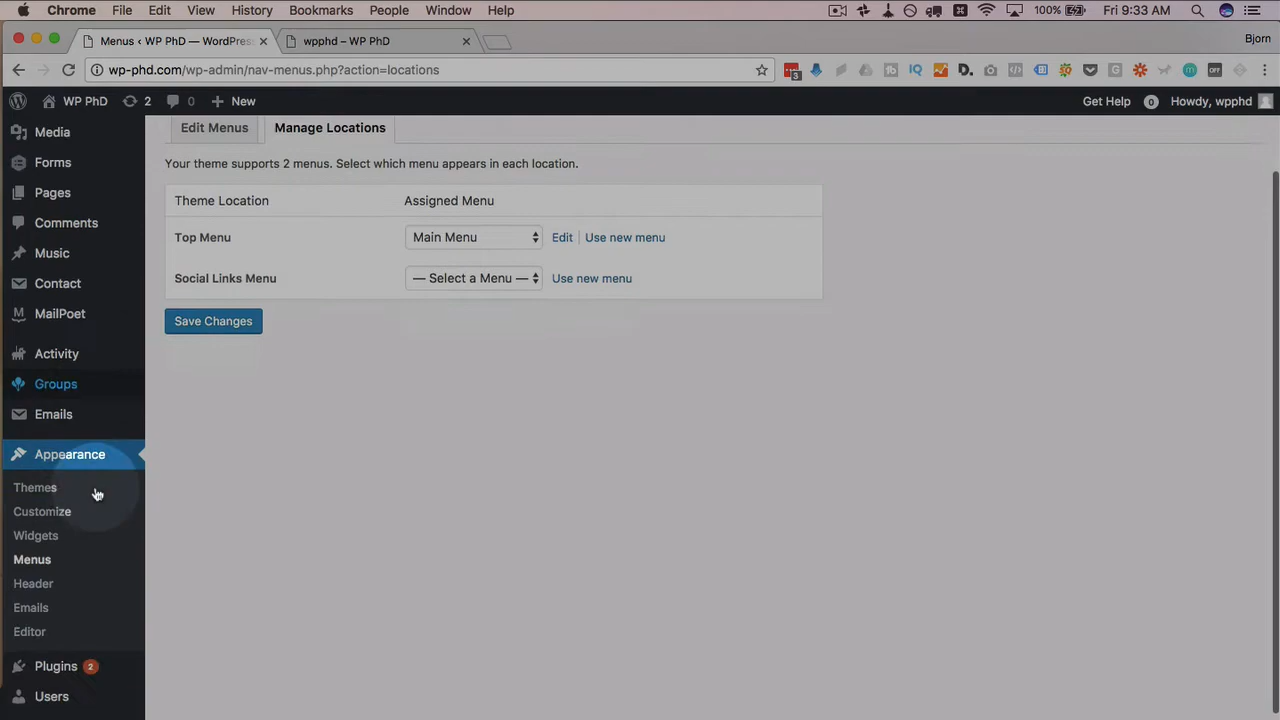 Chrome File Edit View History Bookmarks People Window Help 100% Fri 9:33 AM
Menus ‹ WP PhD — WordPres wpphd – WP PhD Bjorn
wp-phd.com/wp-admin/nav-menus.php?action=locations 3 D. OFF
WP PhD 2 0 + New Get Help 0 Howdy, wpphd
Media
Forms
Pages
Comments
Music
Contact
MailPoet
Activity
Groups
Emails
Appearance
Themes
Customize
Widgets
Menus
Header
Emails
Editor
Plugins 2
Users
Edit Menus Manage Locations
Your theme supports 2 menus. Select which menu appears in each location.
Theme Location Assigned Menu
Top Menu Main Menu Edit | Use new menu
Social Links Menu — Select a Menu — Use new menu
Save Changes